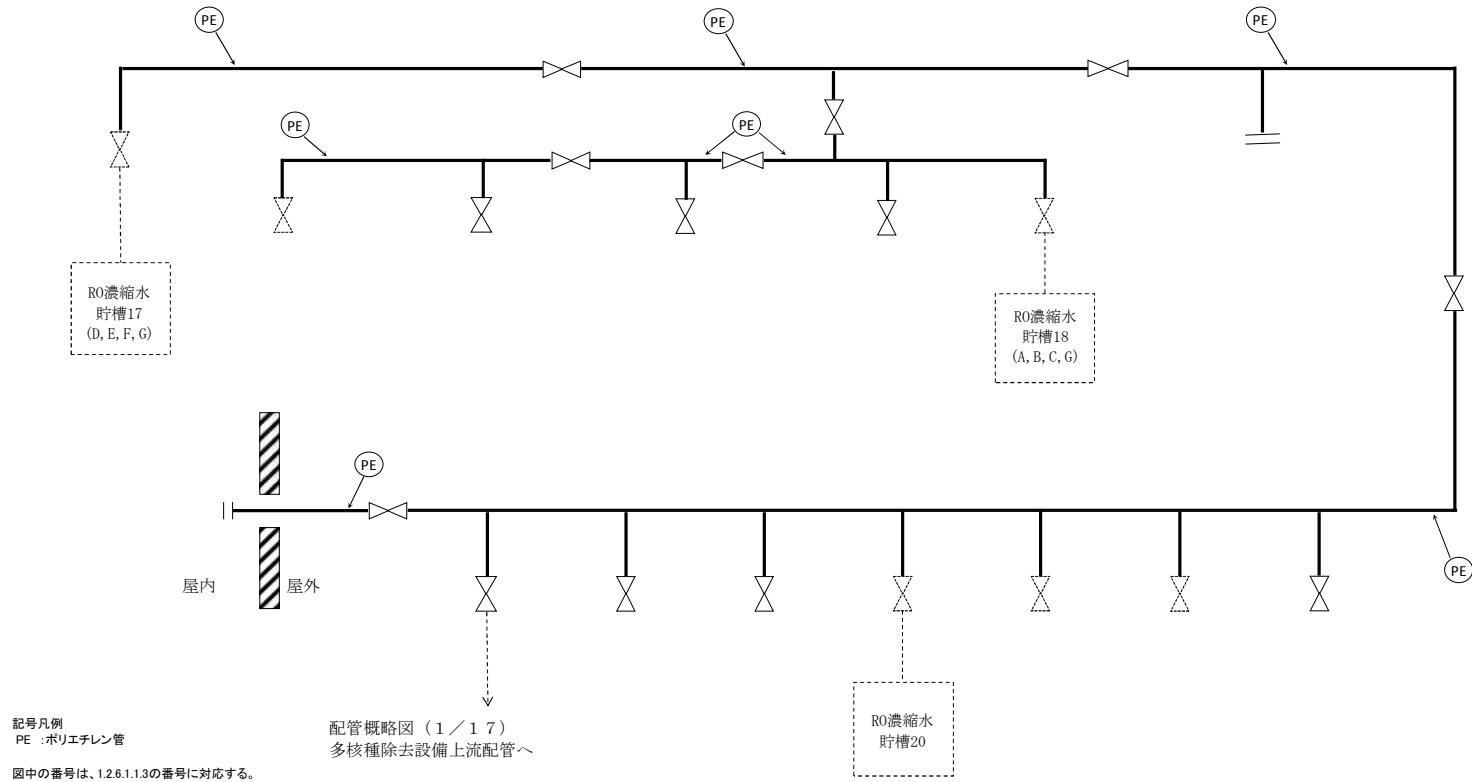 PE
PE
PE
PE
PE
RO濃縮水
貯槽17
(D,E,F,G)
RO濃縮水
貯槽18
(A,B,C,G)
PE
屋内
屋外
PE
RO濃縮水
貯槽20
配管概略図（１／１７）
多核種除去設備上流配管へ
記号凡例
PE ：ポリエチレン管
図中の番号は、1.2.6.1.1.3の番号に対応する。